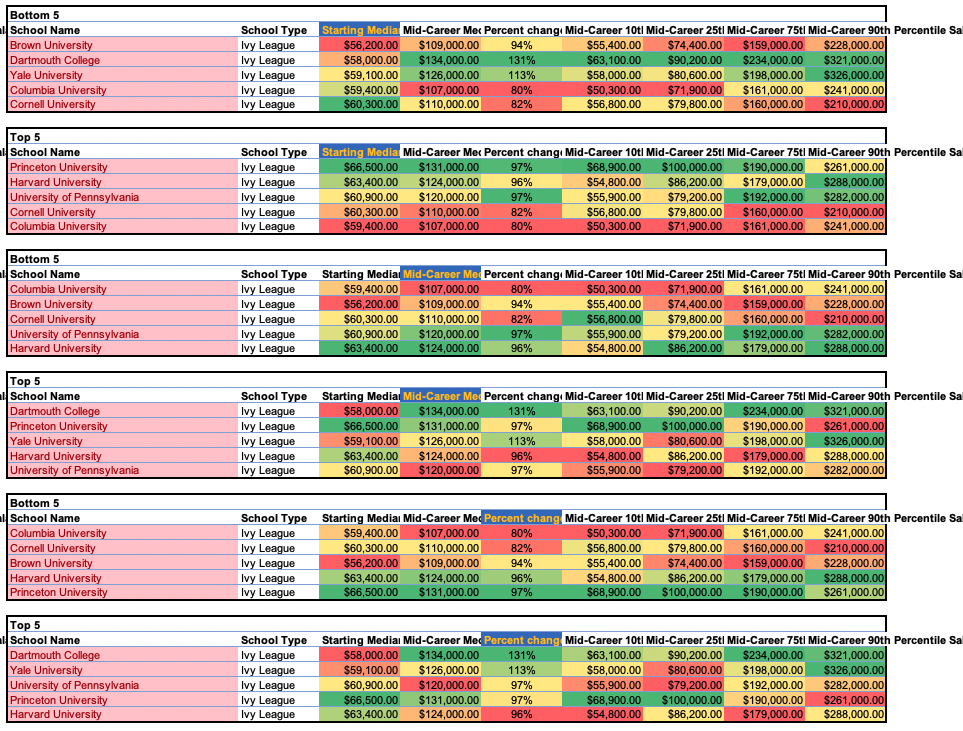 Bottom 5
School Name School Type Starting Media Mid-Career Med Percent chang Mid-Career 10tl Mid-Career 25tl Mid-Career 75tl Mid-Career 90th Percentile Sa
Brown University Ivy League $56,200.00 $109,000.00 94% $55,400.00 $74,400.00 $159,000.00 $228,000.00
Dartmouth College Ivy League $58,000.00 $134,000.00 131% $63,100.00 $90,200.00 $234,000.00 $321,000.00
Yale University Ivy League $59,100.00 $126,000.00 113% $58,000.00 $80,600.00 $198,000.00 $326,000.00
Columbia University Ivy League $59,400.00 $107,000.00 80% $50,300.00 $71,900.00 $161,000.00 $241,000.00
Cornell University Ivy League $60,300.00 $110,000.00 82% $56,800.00 $79,800.00 $160,000.00 $210,000.00
Top 5
School Name School Type Starting Media Mid-Career Med Percent chang Mid-Career 10tl Mid-Career 25tl Mid-Career 75tl Mid-Career 90th Percentile Sa
Princeton University Ivy League $66,500.00 $131,000.00 97% $68,900.00 $100,000.00 $190,000.00 $261,000.00
Harvard University Ivy League $63,400.00 $124,000.00 96% $54,800.00 $86,200.00 $179,000.00 $288,000.00
University of Pennsylvania Ivy League $60,900.00 $120,000.00 97% $55,900.00 $79,200.00 $192,000.00 $282,000.00
Cornell University Ivy League $60,300.00 $110,000.00 82% $56,800.00 $79,800.00 $160,000.00 $210,000.00
Columbia University Ivy League $59,400.00 $107,000.00 80% $50,300.00 $71,900.00 $161,000.00 $241,000.00
Bottom 5
School Name School Type Starting Media Mid-Career Med Percent chang Mid-Career 10tl Mid-Career 25tl Mid-Career 75tl Mid-Career 90th Percentile Sa
Columbia University Ivy League $59,400.00 $107,000.00 80% $50,300.00 $71,900.00 $161,000.00 $241,000.00
Brown University Ivy League $56,200.00 $109,000.00 94% $55,400.00 $74,400.00 $159,000.00 $228,000.00
Cornell University Ivy League $60,300.00 $110,000.00 82% $56,800.00 $79,800.00 $160,000.00 $210,000.00
University of Pennsylvania Ivy League $60,900.00 $120,000.00 97% $55,900.00 $79,200.00 $192,000.00 $282,000.00
Harvard University Ivy League $63,400.00 $124,000.00 96% $54,800.00 $86,200.00 $179,000.00 $288,000.00
Top 5
School Name School Type Starting Media Mid-Career Med Percent chang Mid-Career 10tl Mid-Career 25tl Mid-Career 75tl Mid-Career 90th Percentile Sa
Dartmouth College Ivy League $58,000.00 $134,000.00 131% $63,100.00 $90,200.00 $234,000.00 $321,000.00
Princeton University Ivy League $66,500.00 $131,000.00 97% $68,900.00 $100,000.00 $190,000.00 $261,000.00
Yale University Ivy League $59,100.00 $126,000.00 113% $58,000.00 $80,600.00 $198,000.00 $326,000.00
Harvard University Ivy League $63,400.00 $124,000.00 96% $54,800.00 $86,200.00 $179,000.00 $288,000.00
University of Pennsylvania Ivy League $60,900.00 $120,000.00 97% $55,900.00 $79,200.00 $192,000.00 $282,000.00
Bottom 5
School Name School Type Starting Media Mid-Career Med Percent chang Mid-Career 10tl Mid-Career 25tl Mid-Career 75tl Mid-Career 90th Percentile Sa
Columbia University Ivy League $59,400.00 $107,000.00 80% $50,300.00 $71,900.00 $161,000.00 $241,000.00
Cornell University Ivy League $60,300.00 $110,000.00 82% $56,800.00 $79,800.00 $160,000.00 $210,000.00
Brown University Ivy League $56,200.00 $109,000.00 94% $55,400.00 $74,400.00 $159,000.00 $228,000.00
Harvard University Ivy League $63,400.00 $124,000.00 96% $54,800.00 $86,200.00 $179,000.00 $288,000.00
Princeton University Ivy League $66,500.00 $131,000.00 97% $68,900.00 $100,000.00 $190,000.00 $261,000.00
Top 5
School Name School Type Starting Media Mid-Career Med Percent chang Mid-Career 10tl Mid-Career 25tl Mid-Career 75tl Mid-Career 90th Percentile Sa
Dartmouth College Ivy League $58,000.00 $134,000.00 131% $63,100.00 $90,200.00 $234,000.00 $321,000.00
Yale University Ivy League $59,100.00 $126,000.00 113% $58,000.00 $80,600.00 $198,000.00 $326,000.00
University of Pennsylvania Ivy League $60,900.00 $120,000.00 97% $55,900.00 $79,200.00 $192,000.00 $282,000.00
Princeton University Ivy League $66,500.00 $131,000.00 97% $68,900.00 $100,000.00 $190,000.00 $261,000.00
Harvard University Ivy League $63,400.00 $124,000.00 96% $54,800.00 $86,200.00 $179,000.00 $288,000.00